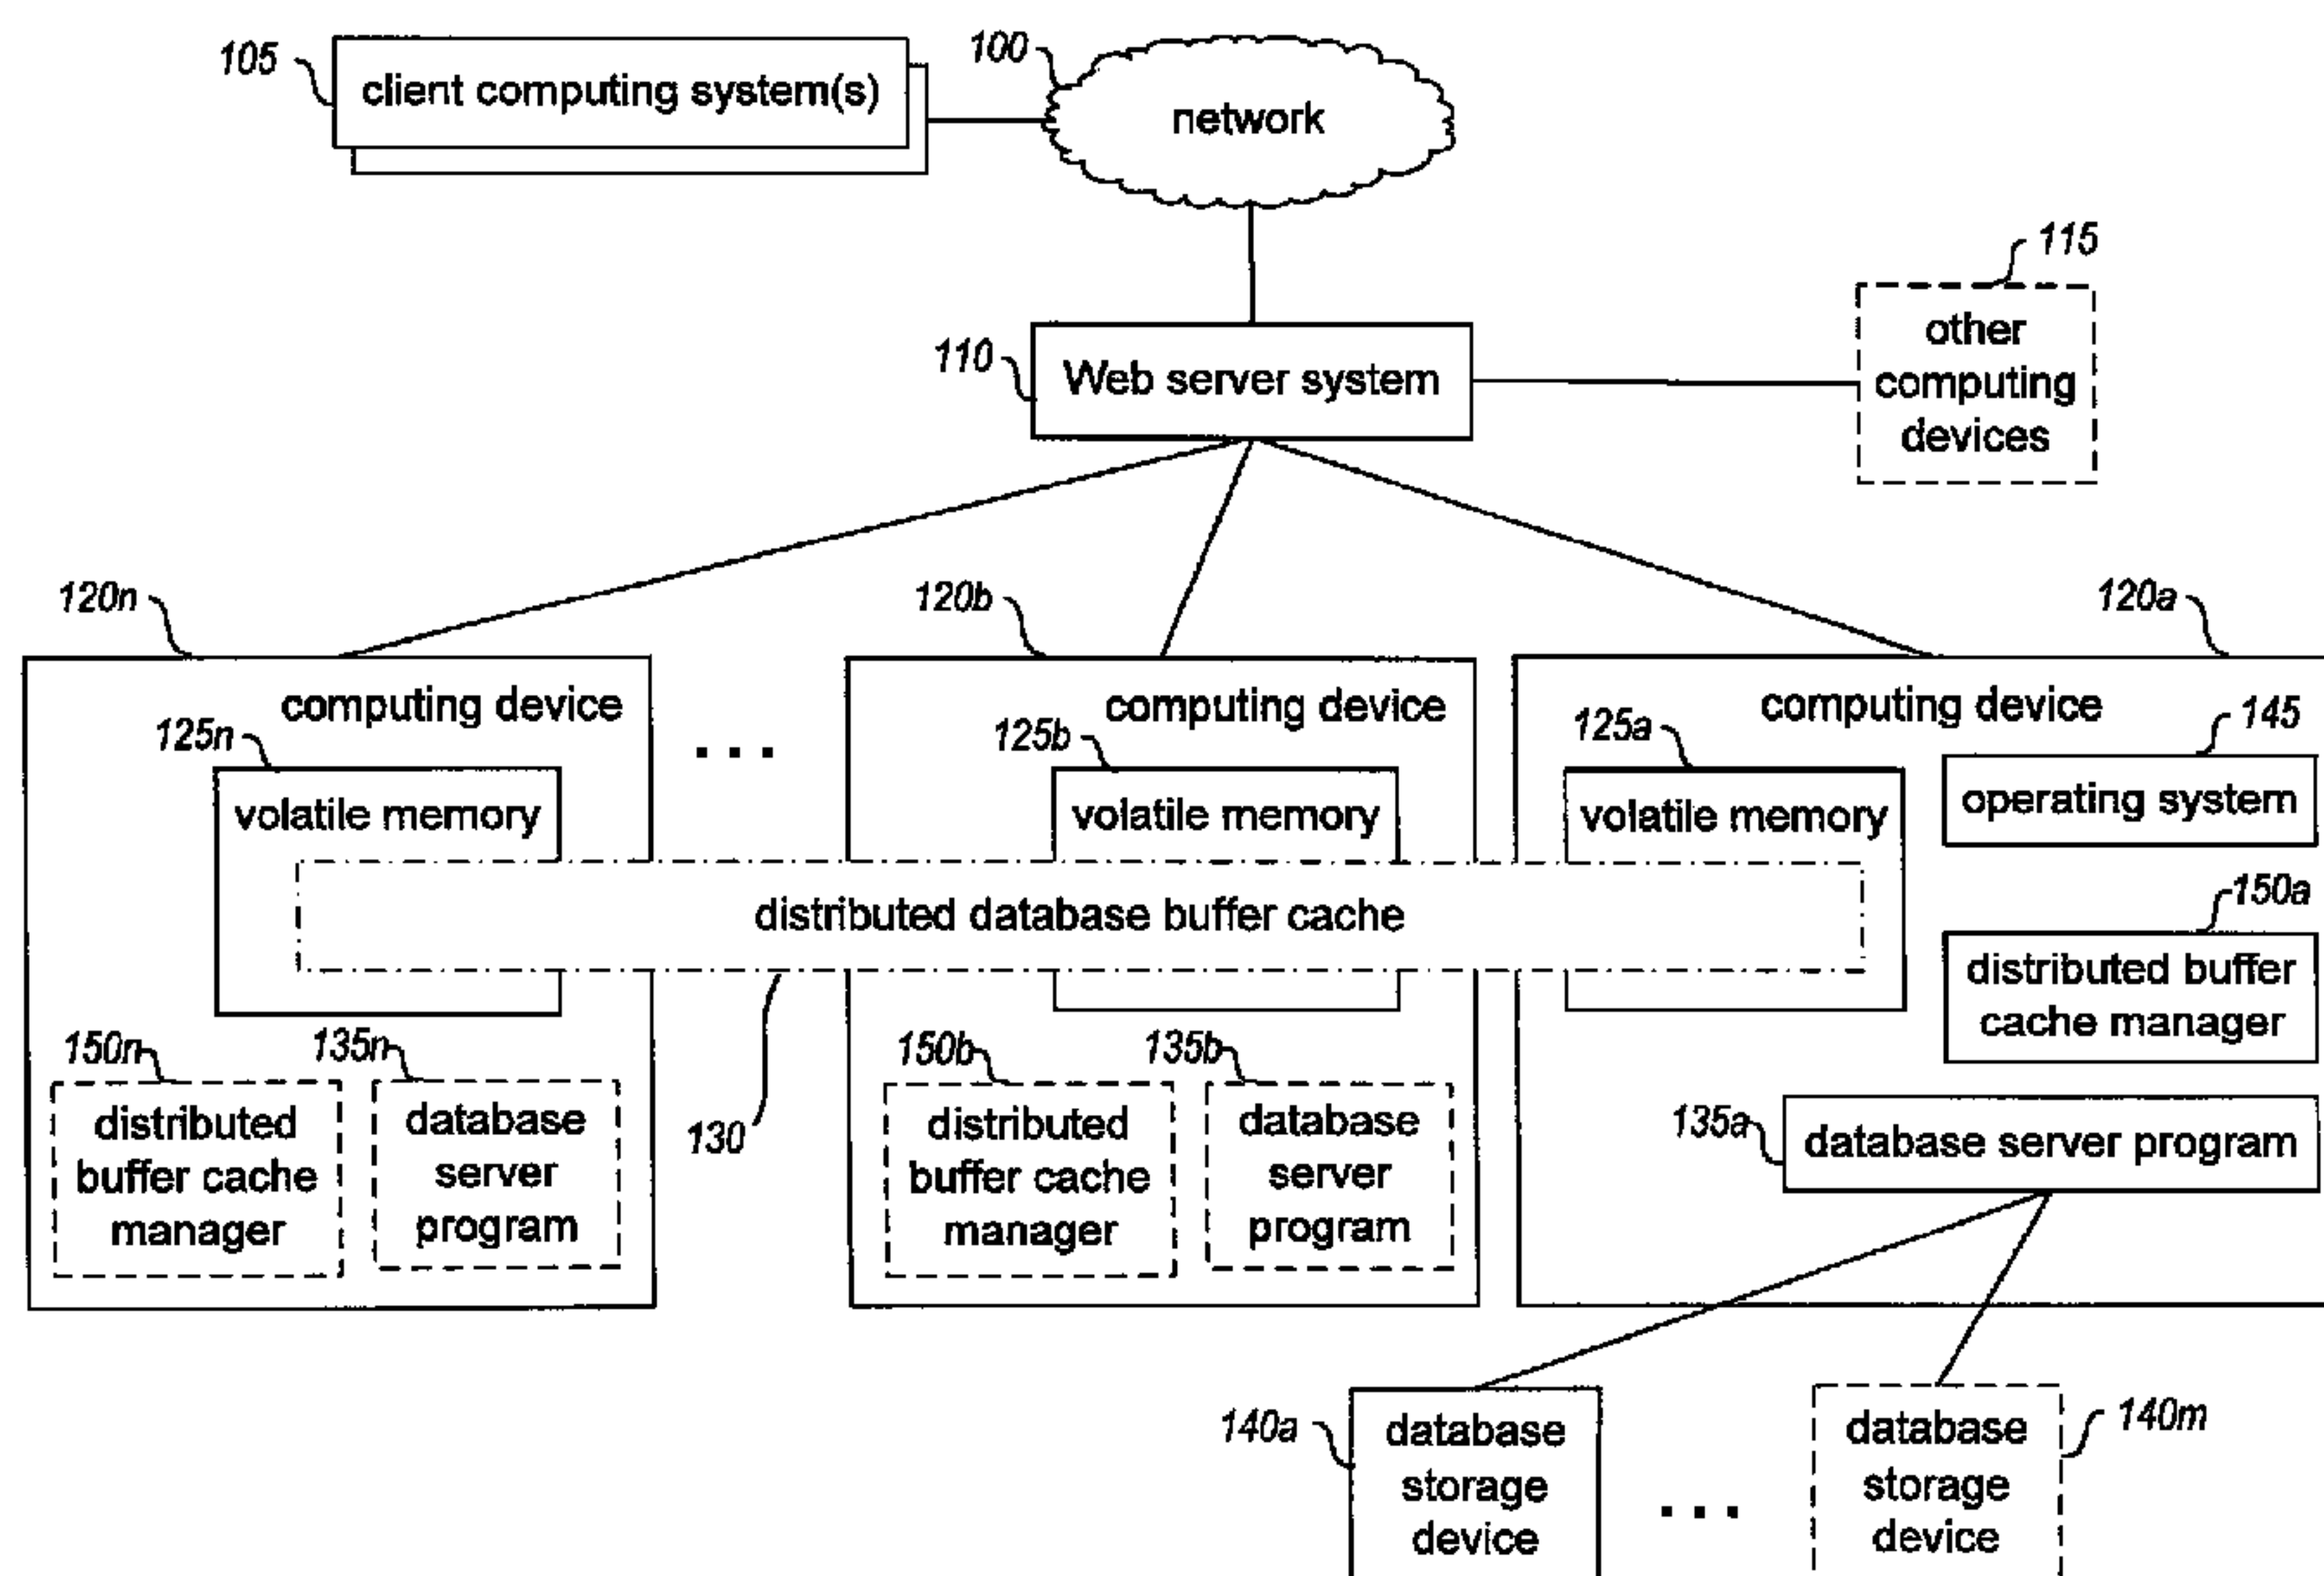 105
client computing system(s)
100
network
115
other
computing
devices
110
Web server system
120n
120b
120a
computing device
computing device
computing device
125n
...
125b
125a
145
volatile memory
volatile memory
volatile memory
operating system
distributed database buffer cache
150a
distributed buffer
cache manager
150n
135n
130
150b
135b
135a
distributed
buffer cache
manager
database
server
program
distributed
buffer cache
manager
database
server
program
database server program
140a
database
storage
device
...
database
storage
device
140m